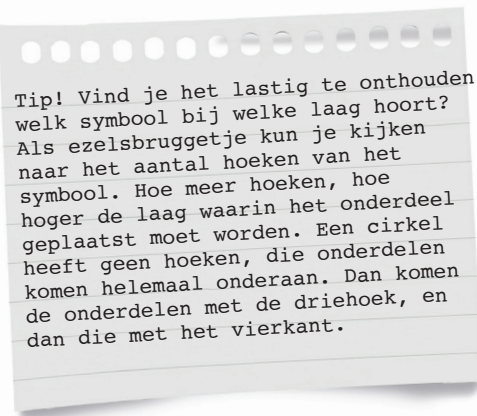 Tip! Vind je het lastig te onthouden
welk symbool bij welke laag hoort?
Als ezelsbruggetje kun je kijken
naar het aantal hoeken van het
symbool. Hoe meer hoeken, hoe
hoger de laag waarin het onderdeel
geplaatst moet worden. Een cirkel
heeft geen hoeken, die onderdelen
komen helemaal onderaan. Dan komen
de onderdelen met de driehoek, en
dan die met het vierkant.